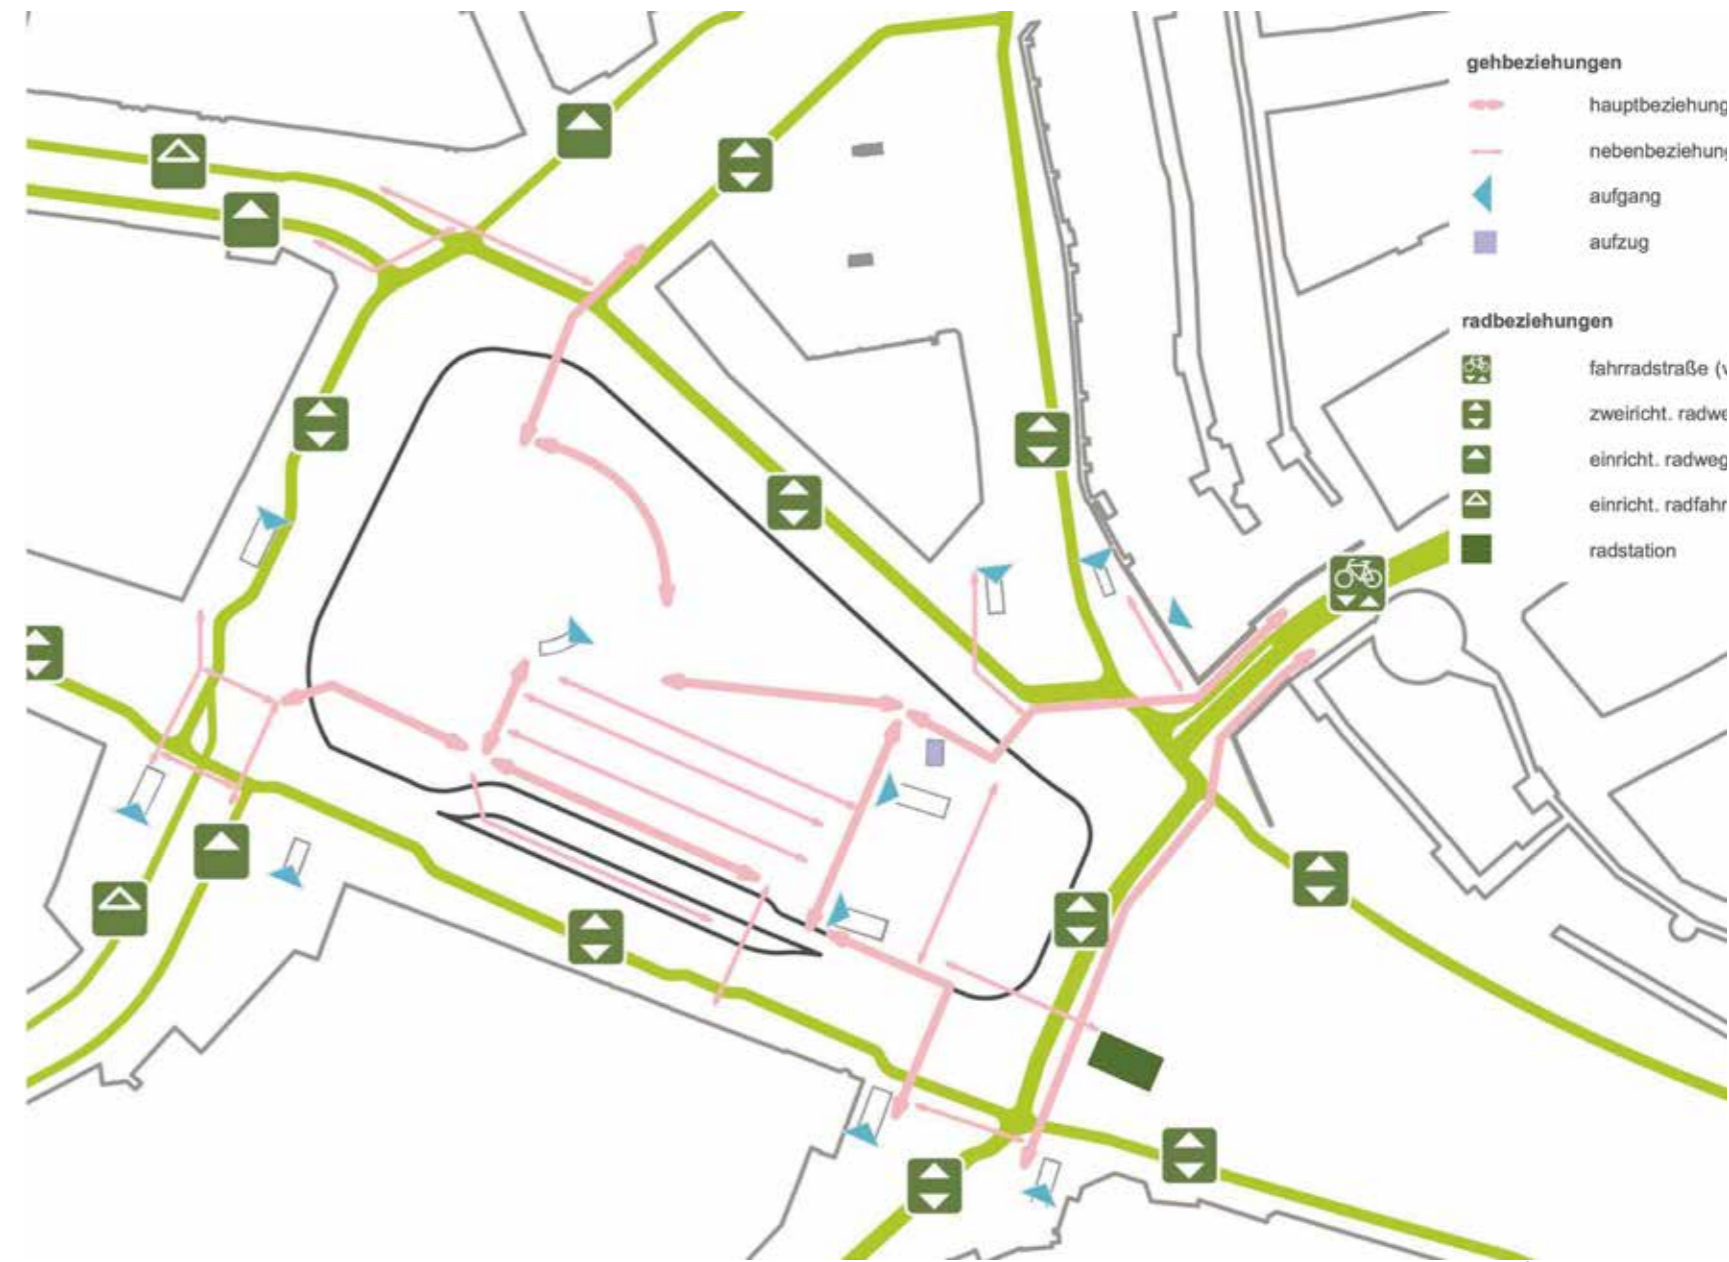 gehbeziehungen
hauptbeziehung
nebenbeziehung
aufgang
aufzug
radbeziehungen
fahrradstraße (v
zweiricht. radwe
einricht. radweg
einricht. radfahr
radstation